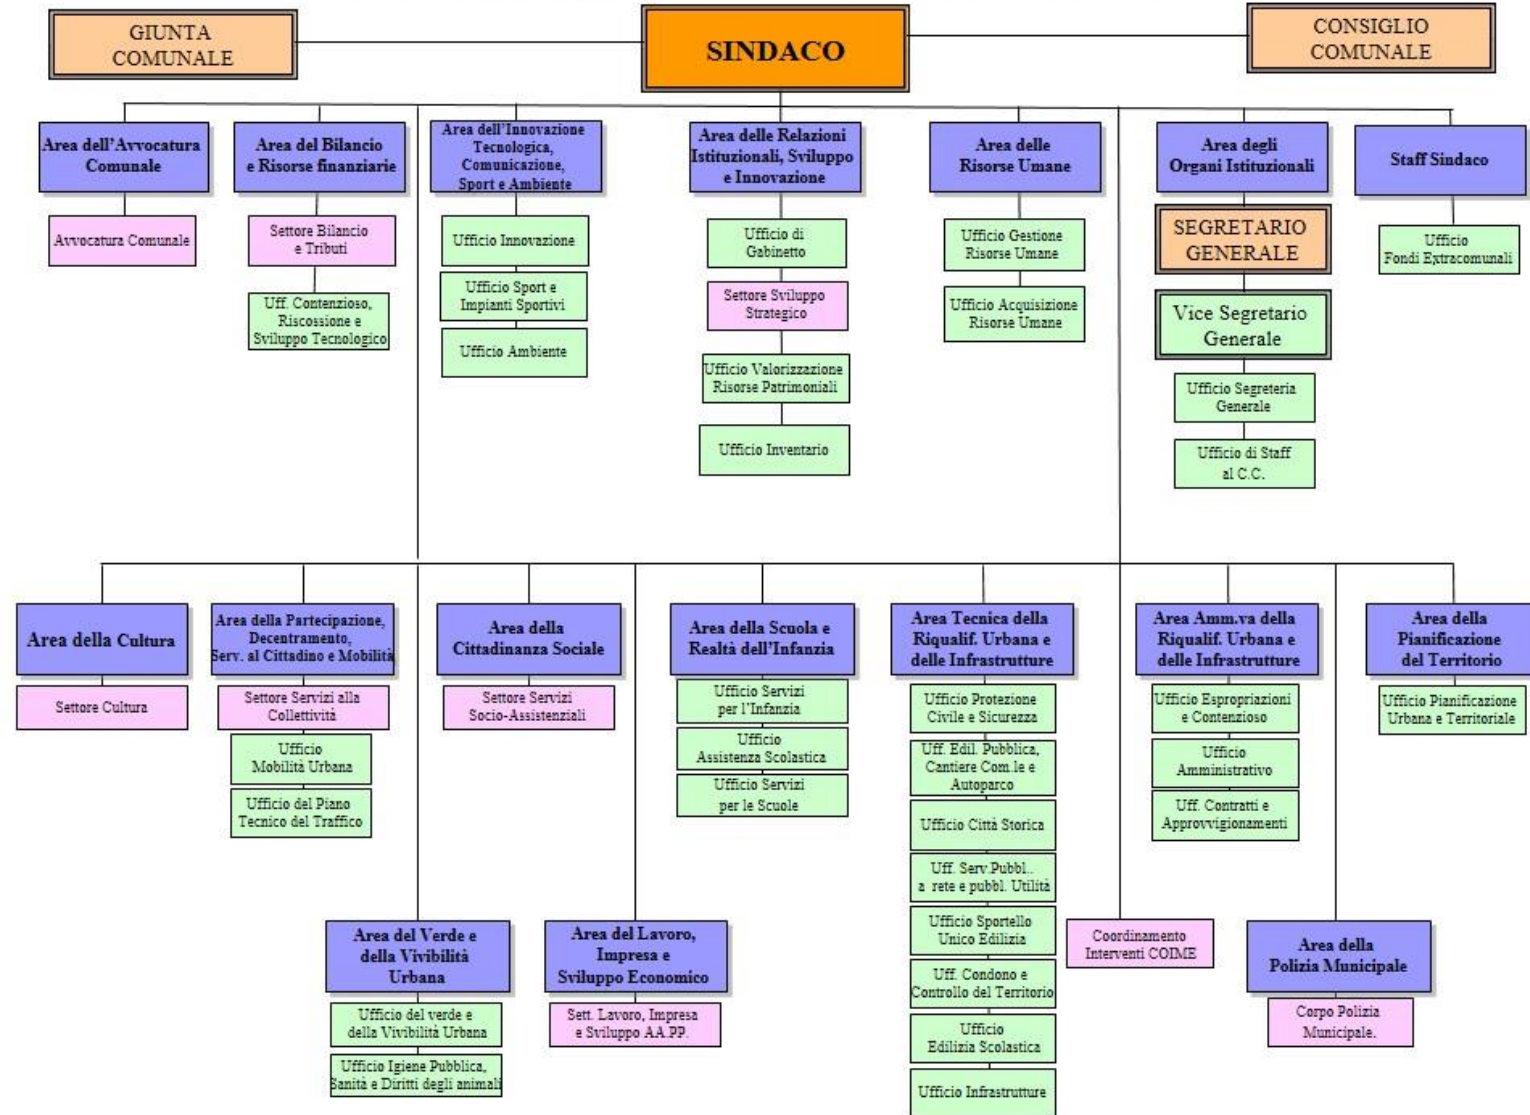 GIUNTA
COMUNALE
SINDACO
CONSIGLIO
COMUNALE
Area dell'Avvocatura
Comunale
Avvocatura Comunale
Area del Bilancio
e Risorse finanziarie
Settore Bilancio
e Tributi
Uff. Contenzioso,
Riscossione e
Sviluppo Tecnologico
Area dell'Innovazione
Tecnologica,
Comunicazione,
Sport e Ambiente
Ufficio Innovazione
Ufficio Sport e
Impianti Sportivi
Ufficio Ambiente
Area delle Relazioni
Istituzionali, Sviluppo
e Innovazione
Ufficio di
Gabinetto
Settore Sviluppo
Strategico
Ufficio Valorizzazione
Risorse Patrimoniali
Ufficio Inventario
Area delle
Risorse Umane
Ufficio Gestione
Risorse Umane
Ufficio Acquisizione
Risorse Umane
Area degli
Organi Istituzionali
SEGRETARIO
GENERALE
Vice Segretario
Generale
Ufficio Segreteria
Generale
Ufficio di Staff
al C.C.
Staff Sindaco
Ufficio
Fondi Extracomunali
Area della Cultura
Settore Cultura
Area della Partecipazione,
Decentramento,
Serv. al Cittadino e Mobilità
Settore Servizi alla
Collettività
Ufficio
Mobilità Urbana
Ufficio del Piano
Tecnico del Traffico
Area della
Cittadinanza Sociale
Settore Servizi
Socio-Assistenziali
Area della Scuola e
Realtà dell'Infanzia
Ufficio Servizi
per l'Infanzia
Ufficio
Assistenza Scolastica
Ufficio Servizi
per le Scuole
Area Tecnica della
Riqualif. Urbana e
delle Infrastrutture
Ufficio Protezione
Civile e Sicurezza
Uff. Edil. Pubblica,
Cantiere Com.le e
Autoparco
Ufficio Città Storica
Uff. Serv.Pubbl..
a rete e pubbl. Utilità
Ufficio Sportello
Unico Edilizia
Uff. Condono e
Controllo del Territorio
Ufficio
Edilizia Scolastica
Ufficio Infrastrutture
Area Amm.va della
Riqualif. Urbana e
delle Infrastrutture
Ufficio Espropriazioni
e Contenzioso
Ufficio
Amministrativo
Uff. Contratti e
Approvvigionamenti
Area della
Pianificazione
del Territorio
Ufficio Pianificazione
Urbana e Territoriale
Area del Verde e
della Vivibilità
Urbana
Ufficio del verde e
della Vivibilità Urbana
Ufficio Igiene Pubblica,
Sanità e Diritti degli animali
Area del Lavoro,
Impresa e
Sviluppo Economico
Sett. Lavoro, Impresa
e Sviluppo AA.PP.
Coordinamento
Interventi COIME
Area della
Polizia Municipale
Corpo Polizia
Municipale.